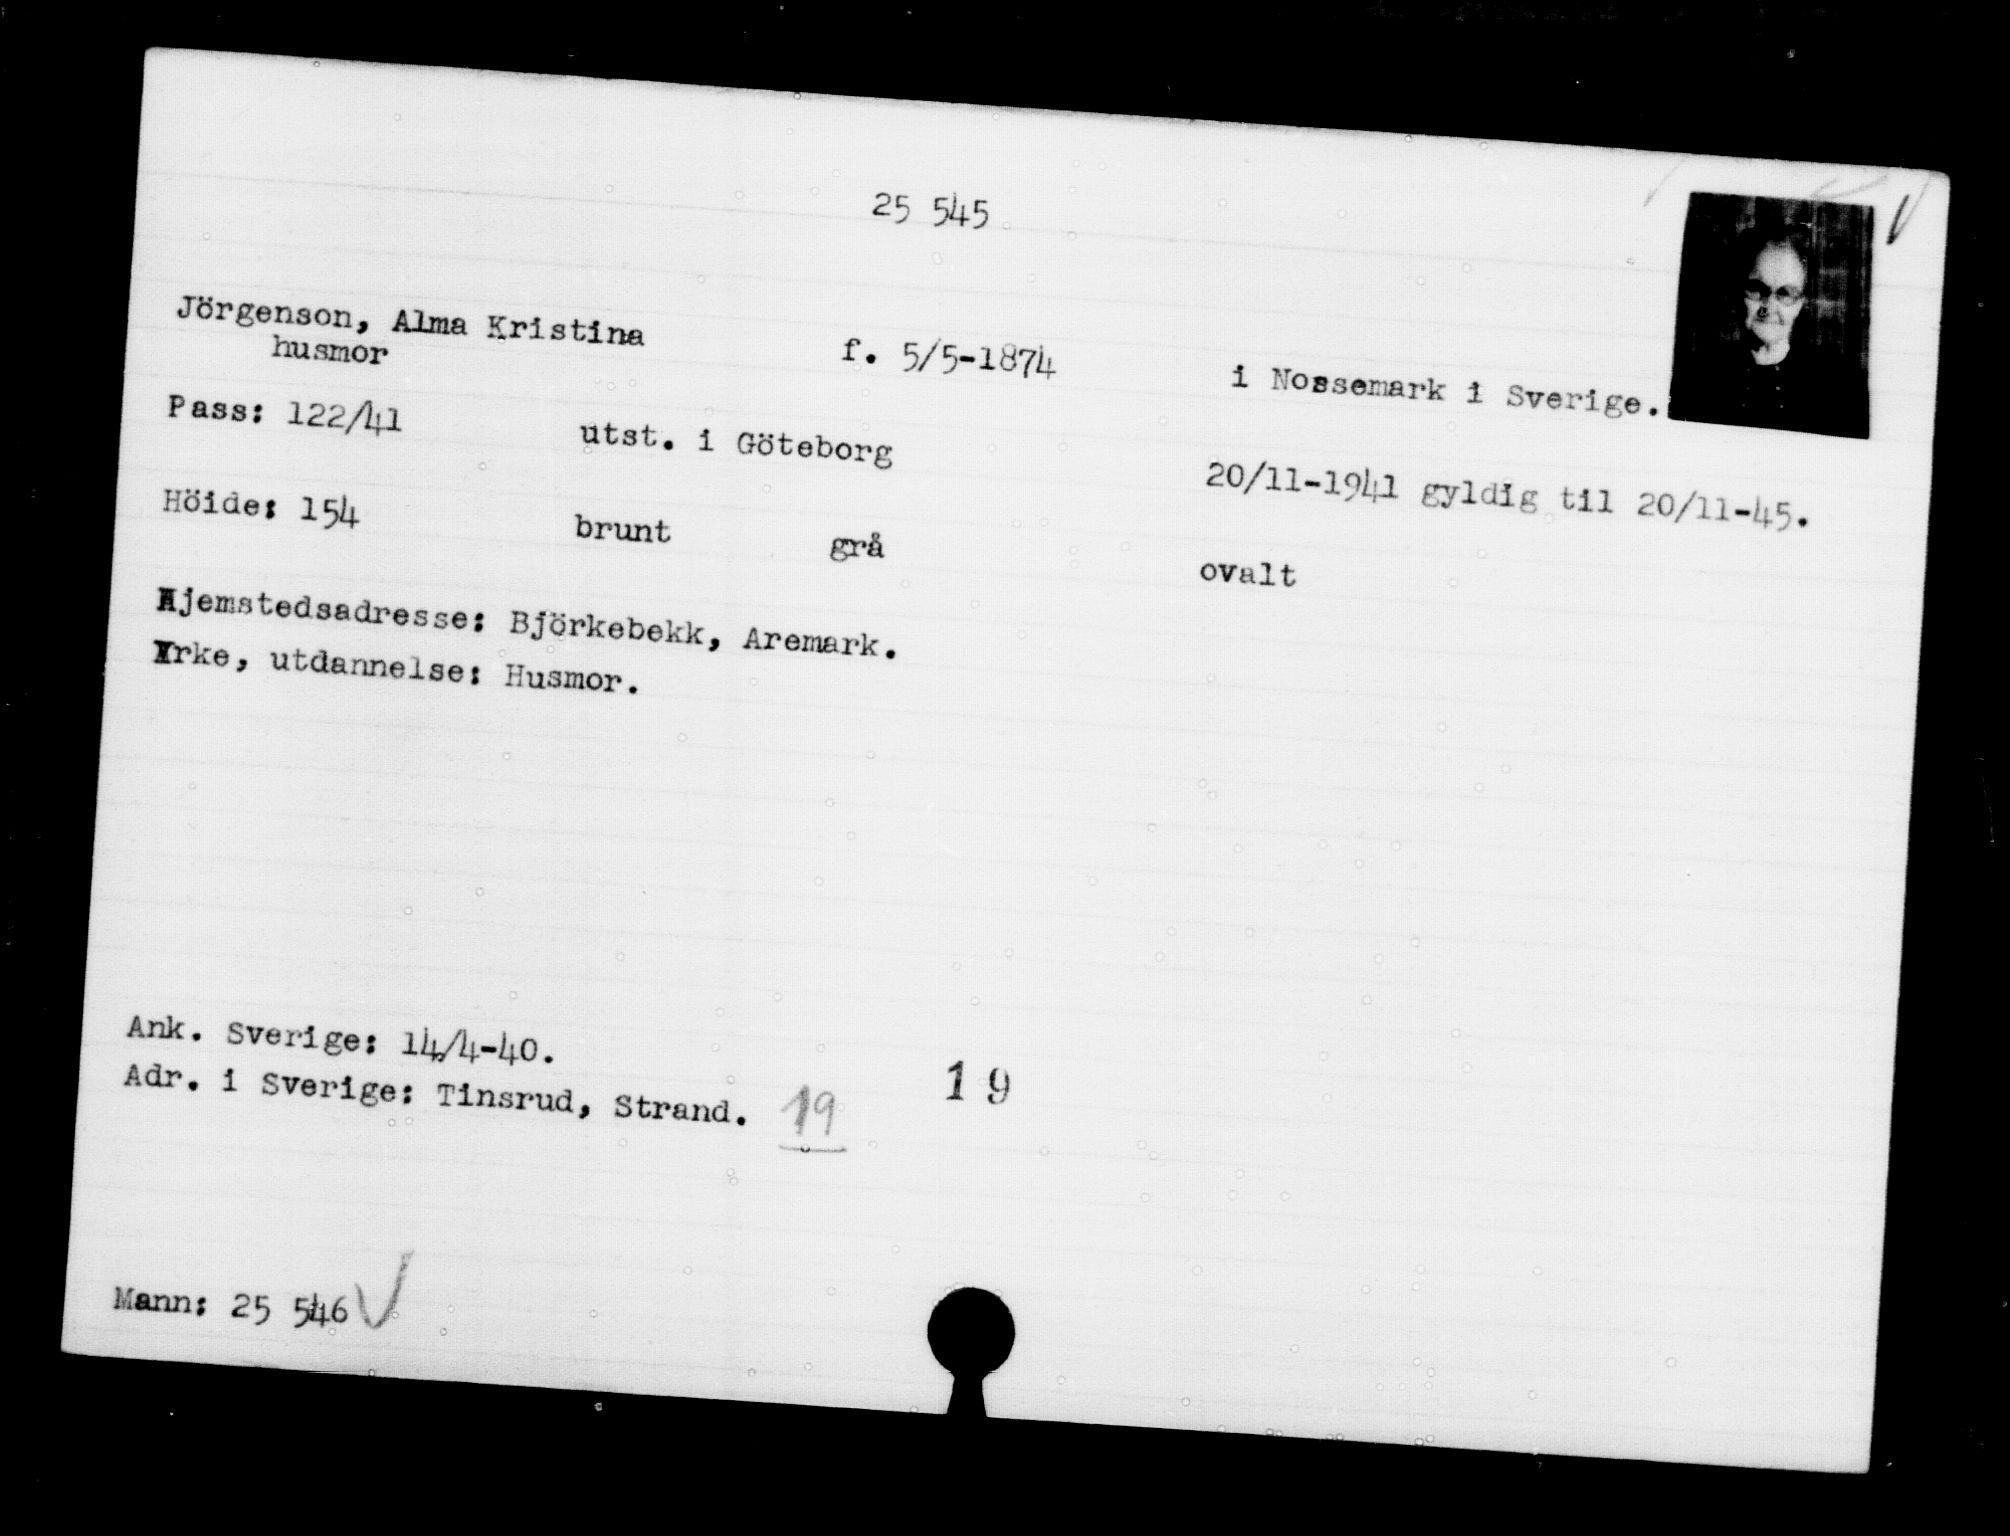 25 545
Jörgenson, Alma Kristina f. 5/5-1874 i Nossemark i Sverige.
husmor
Pass: 122/41 utst. i Göteborg 20/11-1941 gyldig til 20/11-45.
Höide: 154 brunt grå ovalt
Hjemstedsadresse: Björkebekk, Aremark.
Yrke, utdannelse: Husmor.
Ank. Sverige: 14/4-40.
Adr. i Sverige: Tinsrud, Strand. 19 19
Mann: 25 546